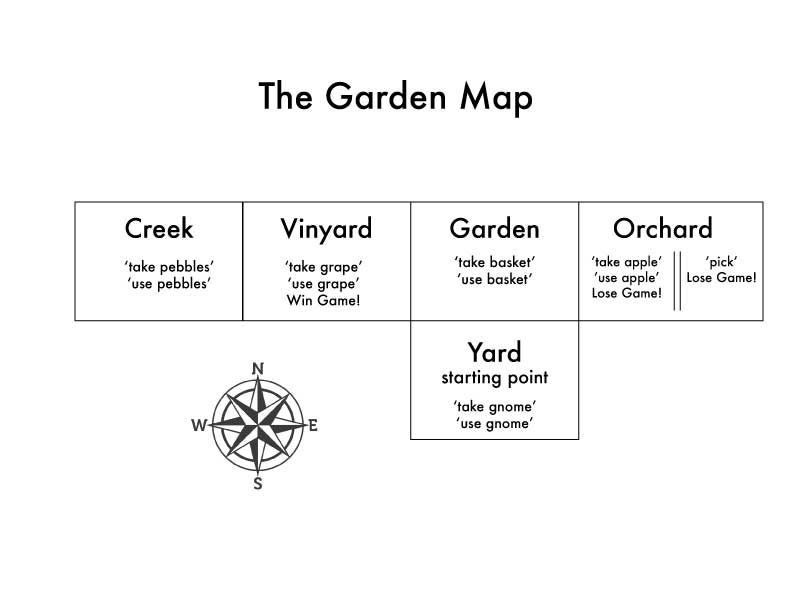 The Garden Map
Creek
‘take pebbles’
‘use pebbles’
Vinyard
‘take grape’
‘use grape’
Win Game!
Garden
‘take basket’
‘use basket’
Orchard
‘take apple’
‘use apple’
Lose Game!
‘pick’
Lose Game!
Yard
starting point
‘take gnome’
‘use gnome’
N
W
E
S